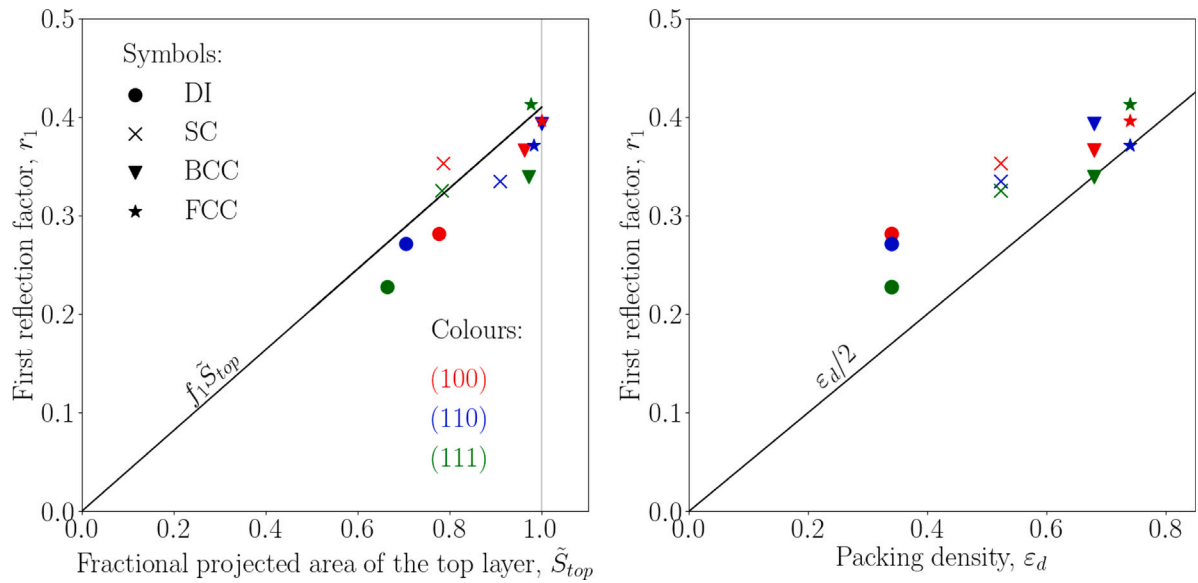 0.5
0.4
0.3
0.2
0.1
0.0
First reflection factor, r₁
Symbols:
DI
SC
BCC
FCC
f₁S̃ₜₒₚ
Colours:
(100)
(110)
(111)
0.0 0.2 0.4 0.6 0.8 1.0
Fractional projected area of the top layer, S̃ₜₒₚ
0.5
0.4
0.3
0.2
0.1
0.0
First reflection factor, r₁
ε_d/2
0.0 0.2 0.4 0.6 0.8
Packing density, ε_d